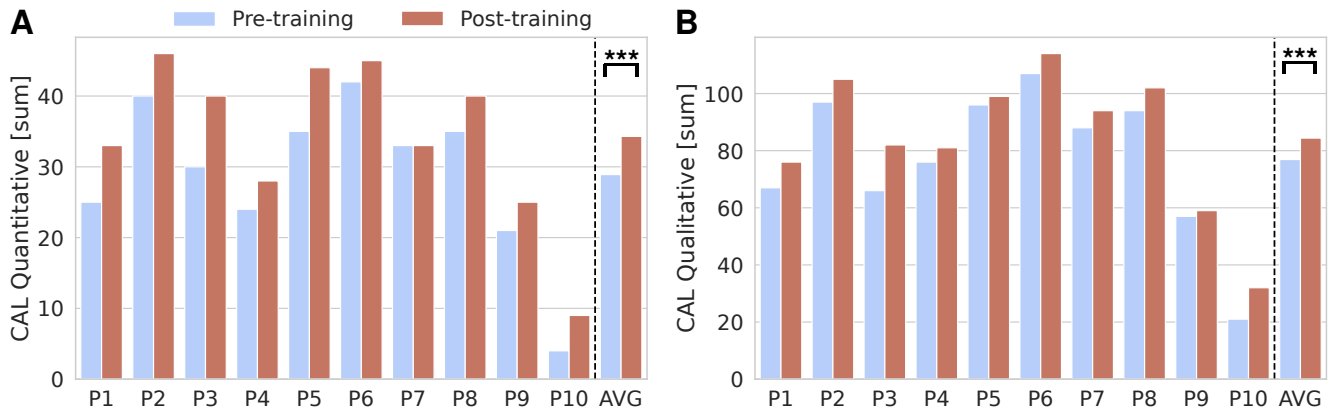 A
Pre-training
Post-training
CAL Quantitative [sum]
40
30
20
10
0
***
P1 P2 P3 P4 P5 P6 P7 P8 P9 P10 AVG
B
CAL Qualitative [sum]
100
80
60
40
20
0
***
P1 P2 P3 P4 P5 P6 P7 P8 P9 P10 AVG